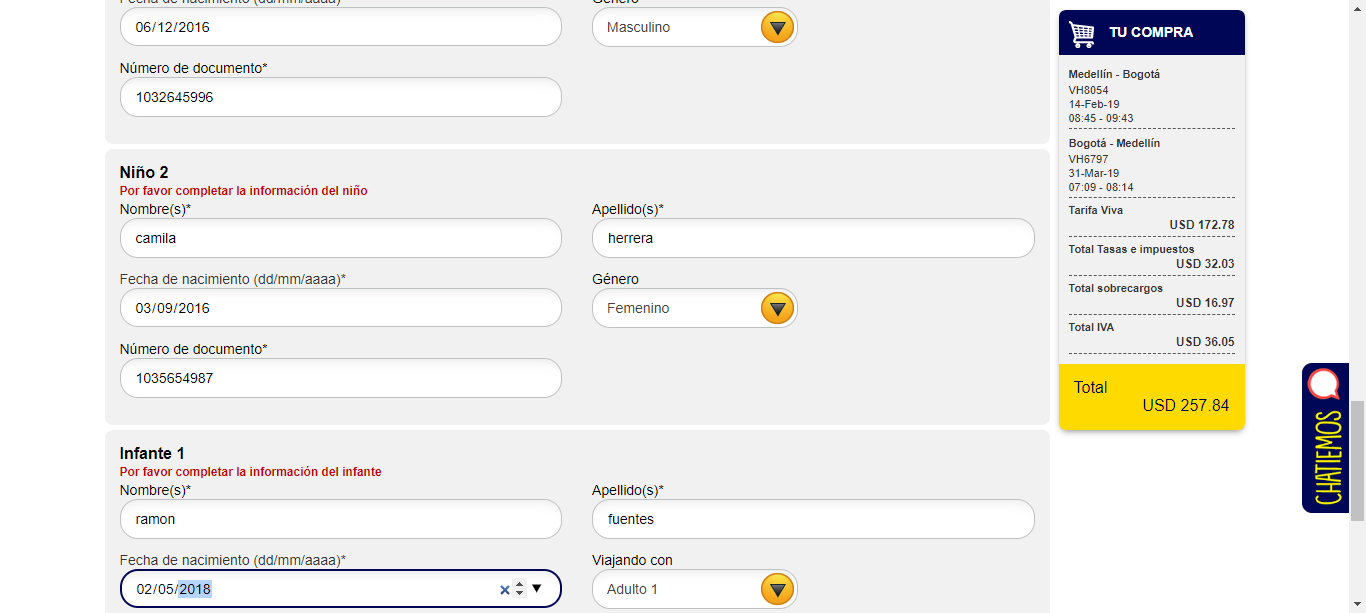 Fecha de nacimiento (dd/mm/aaaa)*
Género
06/12/2016
Masculino
Número de documento*
1032645996
Niño 2
Por favor completar la información del niño
Nombre(s)*
Apellido(s)*
camila
herrera
Fecha de nacimiento (dd/mm/aaaa)*
Género
03/09/2016
Femenino
Número de documento*
1035654987
Infante 1
Por favor completar la información del infante
Nombre(s)*
Apellido(s)*
ramon
fuentes
Fecha de nacimiento (dd/mm/aaaa)*
Viajando con
02/05/2018
Adulto 1
TU COMPRA
Medellín - Bogotá
VH8054
14-Feb-19
08:45 - 09:43
Bogotá - Medellín
VH6797
31-Mar-19
07:09 - 08:14
Tarifa Viva
USD 172.78
Total Tasas e impuestos
USD 32.03
Total sobrecargos
USD 16.97
Total IVA
USD 36.05
Total
USD 257.84
CHATIEMOS